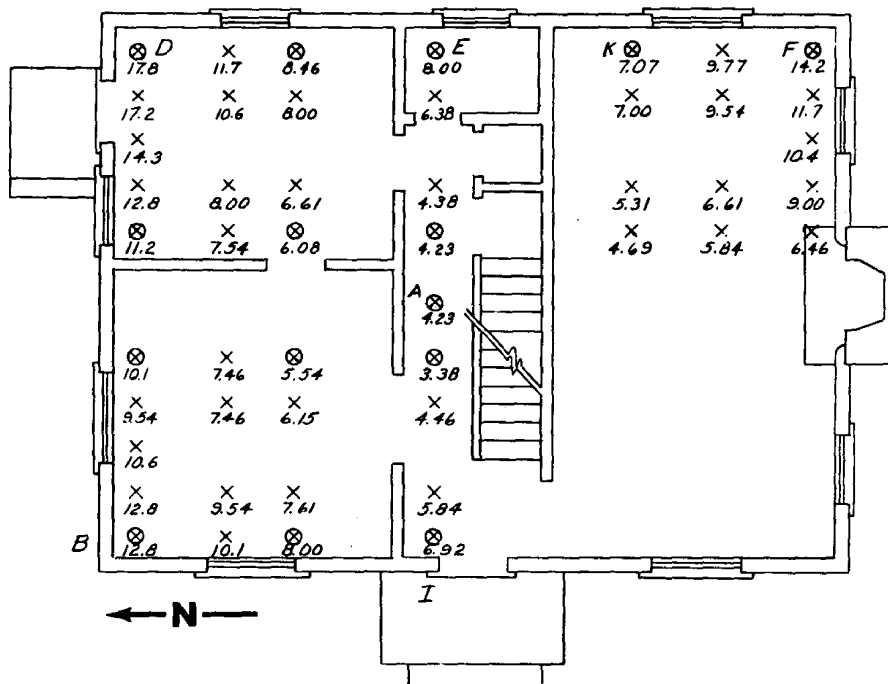 D E K F
17.8 11.7 8.46 8.00 7.07 9.77 14.2
17.2 10.6 8.00 6.38 7.00 9.54 11.7
14.3 10.4
12.8 8.00 6.61 4.38 5.31 6.61 9.00
11.2 7.54 6.08 4.23 4.69 5.84 6.46
A
4.23
10.1 7.46 5.54 3.38
9.54 7.46 6.15 4.46
10.6
12.8 9.54 7.61 5.84
B
12.8 10.1 8.00 6.92
I
N